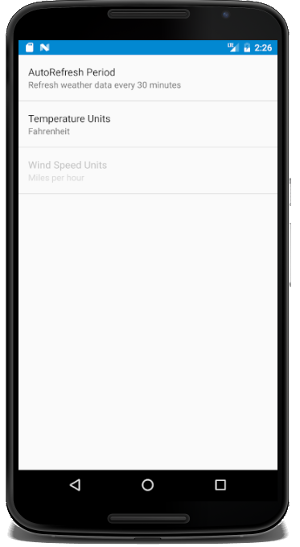 2:26
AutoRefresh Period
Refresh weather data every 30 minutes
Temperature Units
Fahrenheit
Wind Speed Units
Miles per hour